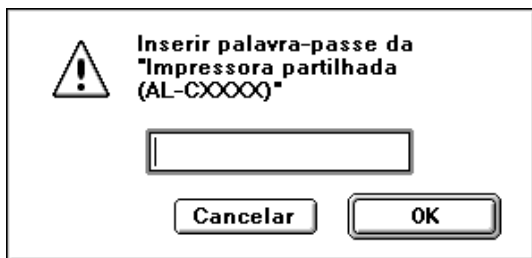 Inserir palavra-passe da
"Impressora partilhada
(AL-CXXXX)"
Cancelar
OK